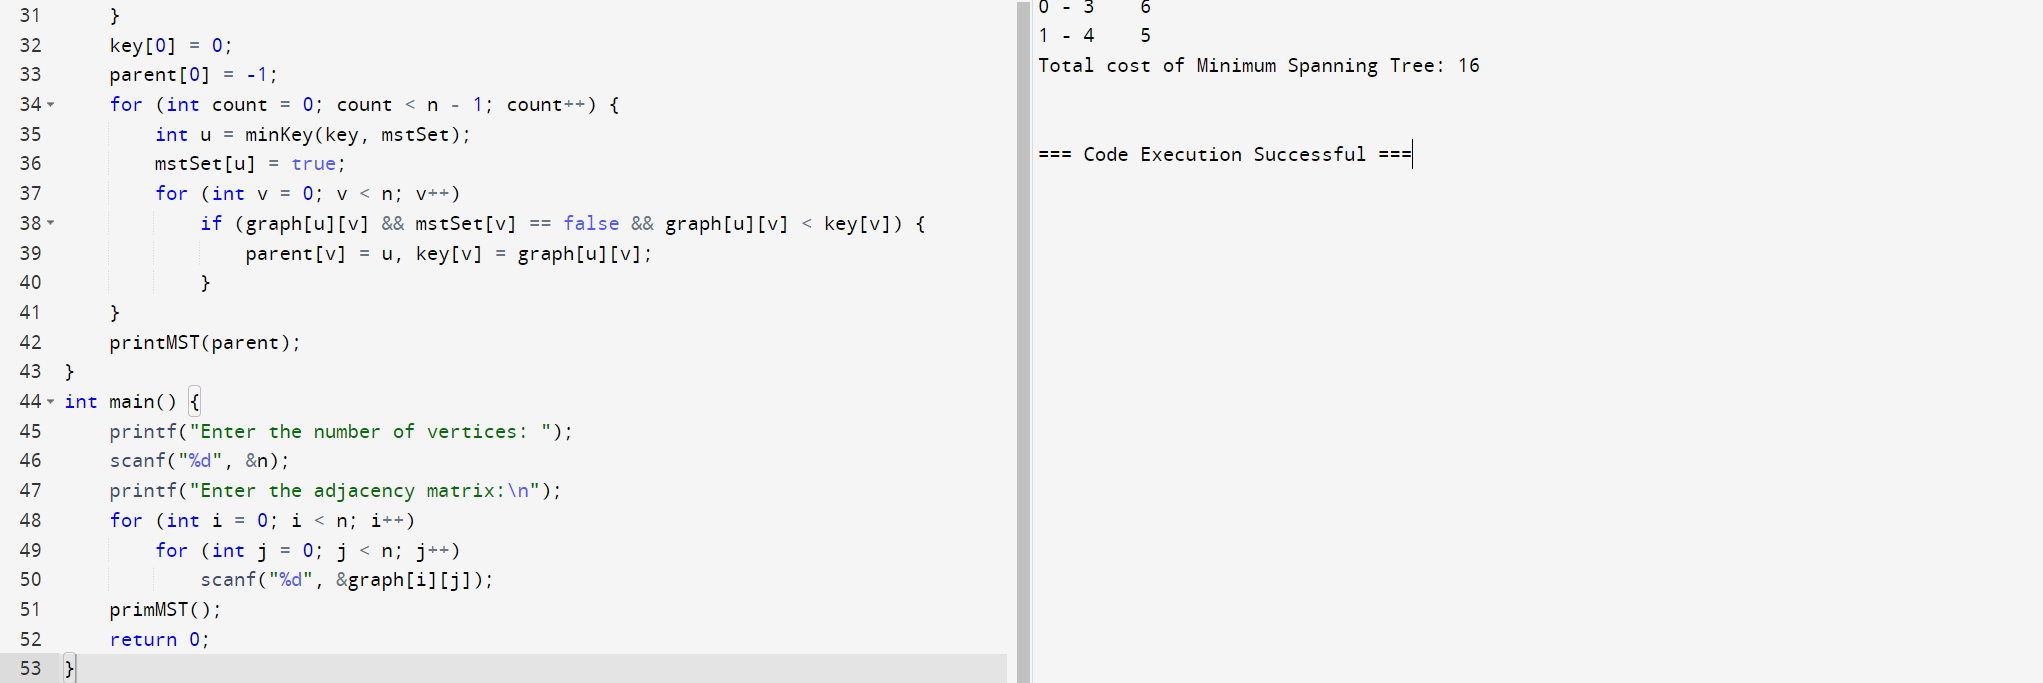 31     }
32     key[0] = 0;
33     parent[0] = -1;
34     for (int count = 0; count < n - 1; count++) {
35         int u = minKey(key, mstSet);
36         mstSet[u] = true;
37         for (int v = 0; v < n; v++)
38             if (graph[u][v] && mstSet[v] == false && graph[u][v] < key[v]) {
39                 parent[v] = u, key[v] = graph[u][v];
40             }
41     }
42     printMST(parent);
43 }
44 int main() {
45     printf("Enter the number of vertices: ");
46     scanf("%d", &n);
47     printf("Enter the adjacency matrix:\n");
48     for (int i = 0; i < n; i++)
49         for (int j = 0; j < n; j++)
50             scanf("%d", &graph[i][j]);
51     primMST();
52     return 0;
53 }
0 - 3    6
1 - 4    5
Total cost of Minimum Spanning Tree: 16
=== Code Execution Successful ===